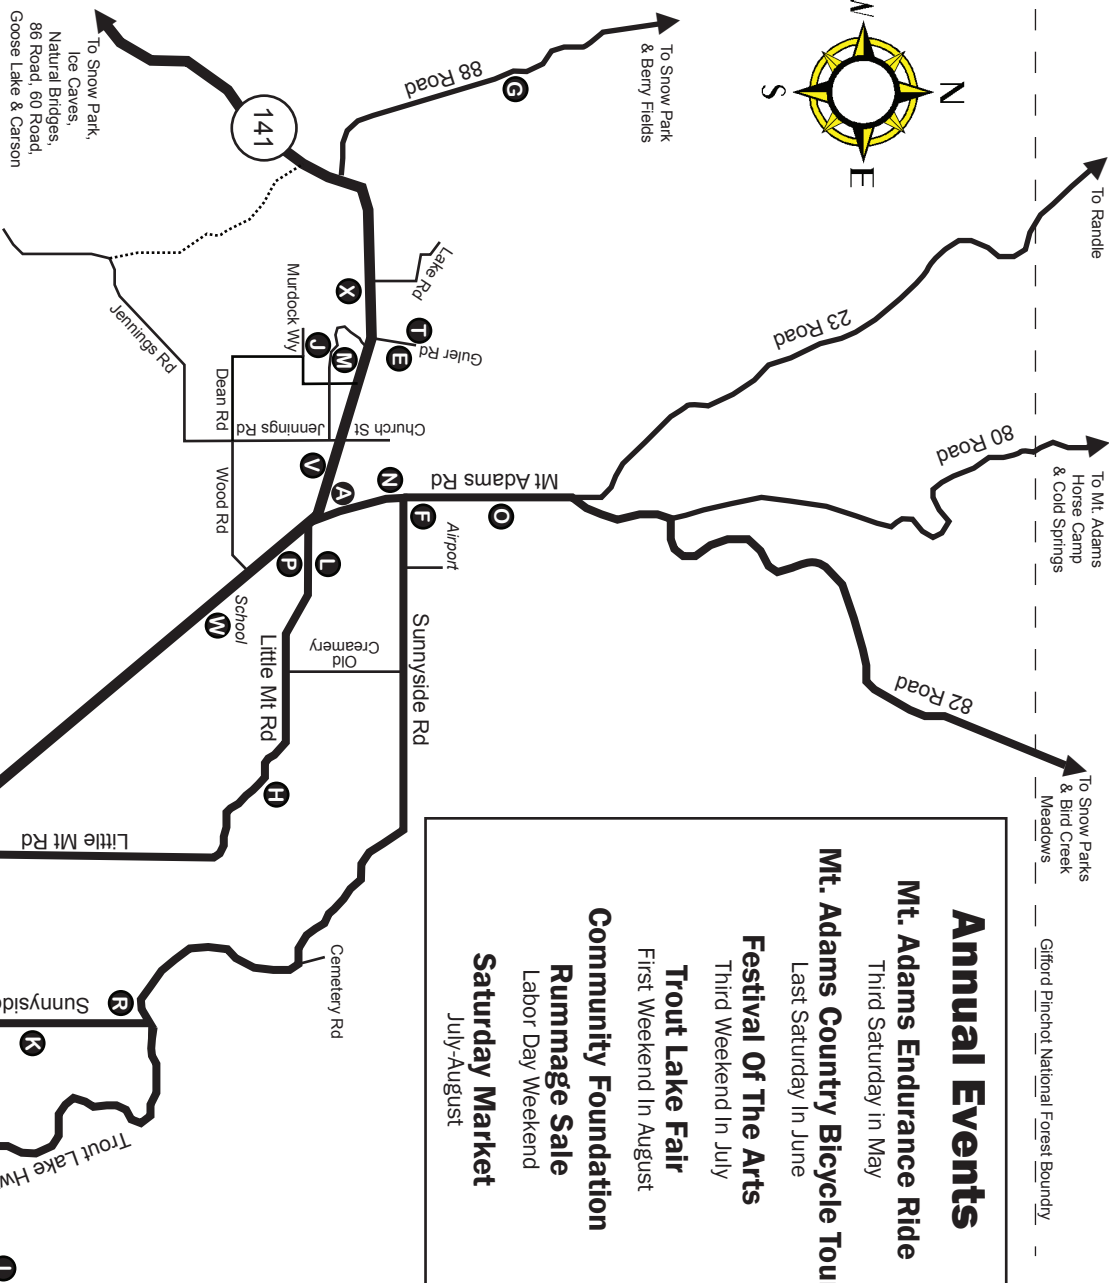 W
N
S
E
To Snow Park,
Ice Caves,
Natural Bridges,
86 Road, 60 Road,
Goose Lake & Carson
141
88 Road
G
To Snow Park
& Berry Fields
To Randle
23 Road
80 Road
To Mt. Adams
Horse Camp
& Cold Springs
82 Road
To Snow Parks
& Bird Creek
Meadows
Gifford Pinchot National Forest Boundry
Lake Rd
X
Murdock Wy
T
E
Guler Rd
J
M
Jennings Rd
Dean Rd
Jennings Rd
Church St
Wood Rd
V
A
N
Mt Adams Rd
F
O
Airport
P
L
School
W
Little Mt Rd
Old
Creamery
Sunnyside Rd
H
Little Mt Rd
Cemetery Rd
R
Sunnyside
K
Trout Lake Hw
I
Annual Events
Mt. Adams Endurance Ride
Third Saturday in May
Mt. Adams Country Bicycle Tou
Last Saturday In June
Festival Of The Arts
Third Weekend In July
Trout Lake Fair
First Weekend In August
Community Foundation
Rummage Sale
Labor Day Weekend
Saturday Market
July-August